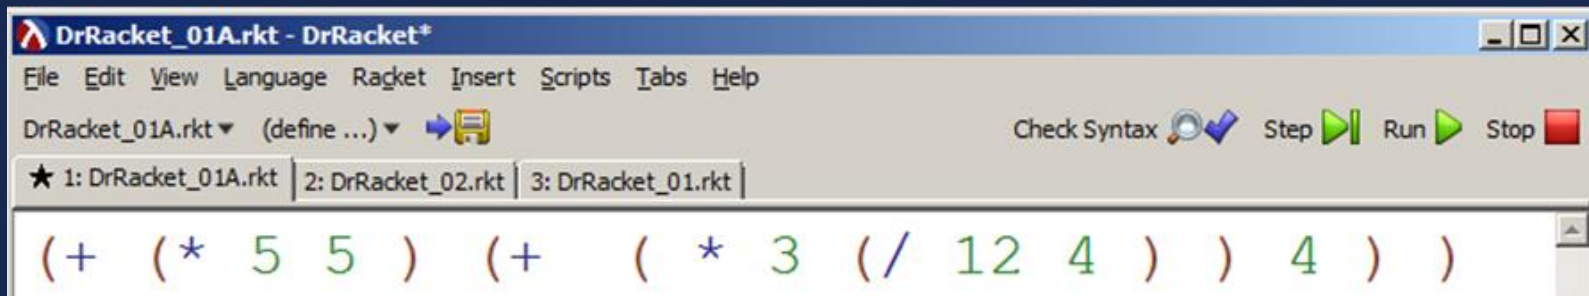 DrRacket_01A.rkt - DrRacket*
File Edit View Language Racket Insert Scripts Tabs Help
DrRacket_01A.rkt▼ (define ...)▼ Check Syntax Step Run Stop
★ 1: DrRacket_01A.rkt 2: DrRacket_02.rkt 3: DrRacket_01.rkt
(+ (* 5 5 ) (+ ( * 3 (/ 12 4 ) ) 4 ) )